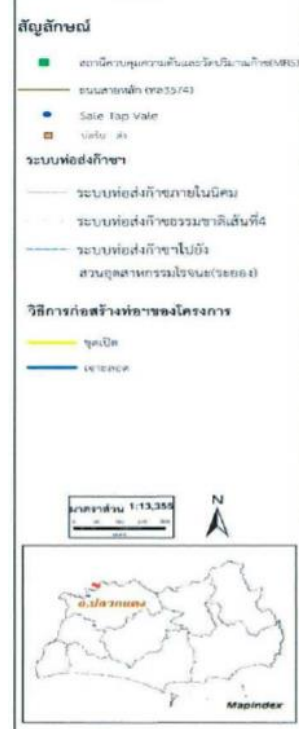 สัญลักษณ์
สถานีควบคุมความดันและวัดปริมาณก๊าซ(MRS)
ถนนสายหลัก (ทล3574)
Sale Tap Vale
ระบบท่อส่งก๊าซฯ
ระบบท่อส่งก๊าซภายในนิคม
ระบบท่อส่งก๊าซธรรมชาติเส้นที่4
ระบบท่อส่งก๊าซฯไปยัง
สวนอุตสาหกรรมโรจนะ(ระยอง)
วิธีการก่อสร้างท่อฯของโครงการ
ขุดเปิด
เจาะลอด
มาตราส่วน 1:13,355
N
อ.ปลวกแดง
Mapindex